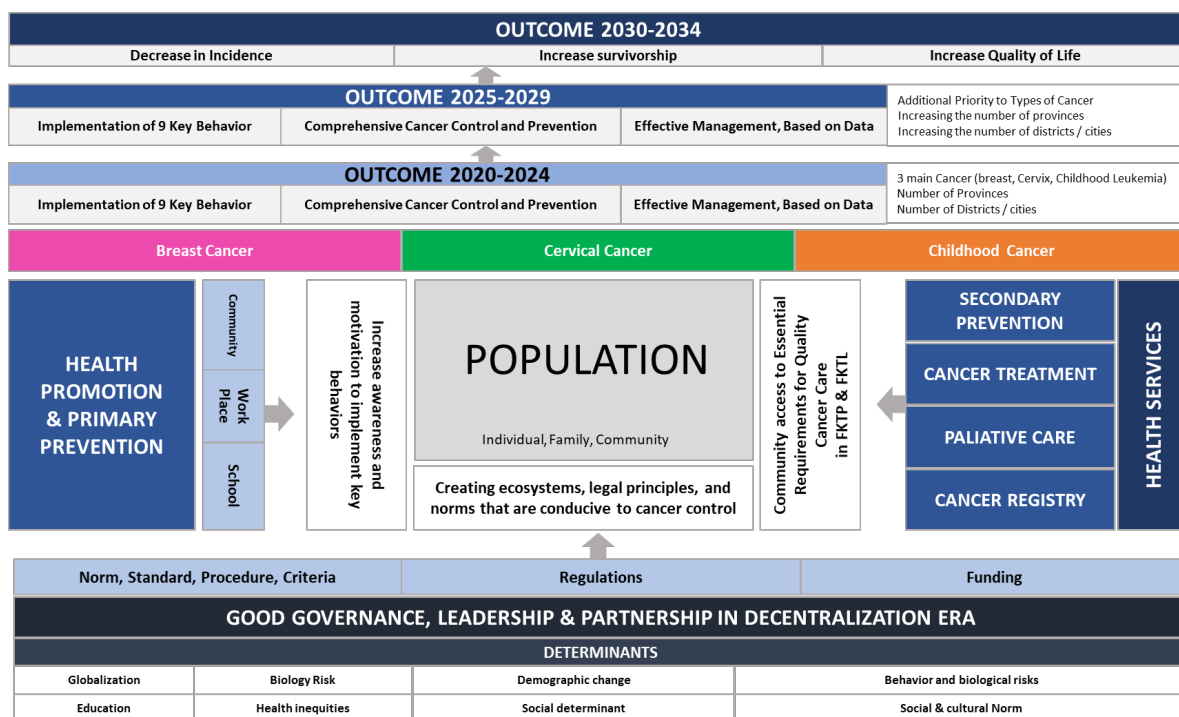 OUTCOME 2030-2034
Decrease in Incidence
Increase survivorship
Increase Quality of Life
OUTCOME 2025-2029
Implementation of 9 Key Behavior
Comprehensive Cancer Control and Prevention
Effective Management, Based on Data
Additional Priority to Types of Cancer
Increasing the number of provinces
Increasing the number of districts / cities
OUTCOME 2020-2024
Implementation of 9 Key Behavior
Comprehensive Cancer Control and Prevention
Effective Management, Based on Data
3 main Cancer (breast, Cervix, Childhood Leukemia)
Number of Provinces
Number of Districts / cities
Breast Cancer
Cervical Cancer
Childhood Cancer
HEALTH
PROMOTION
& PRIMARY
PREVENTION
Community
Work
Place
School
Increase awareness and
motivation to implement key
behaviors
POPULATION
Individual, Family, Community
Creating ecosystems, legal principles, and
norms that are conducive to cancer control
Community access to Essential
Requirements for Quality
Cancer Care
in FKTP & FKTL
SECONDARY
PREVENTION
CANCER TREATMENT
PALIATIVE CARE
CANCER REGISTRY
HEALTH SERVICES
Norm, Standard, Procedure, Criteria
Regulations
Funding
GOOD GOVERNANCE, LEADERSHIP & PARTNERSHIP IN DECENTRALIZATION ERA
DETERMINANTS
Globalization
Biology Risk
Demographic change
Behavior and biological risks
Education
Health inequities
Social determinant
Social & cultural Norm